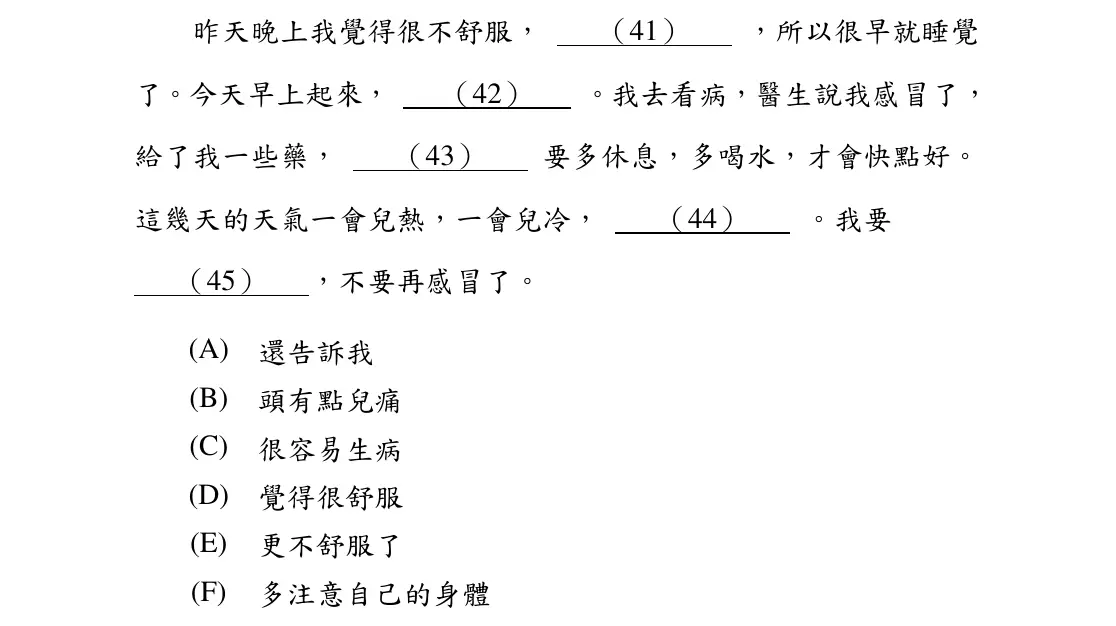 昨天晚上我覺得很不舒服，（41），所以很早就睡覺
了。今天早上起來，（42）。我去看病，醫生說我感冒了，
給了我一些藥，（43）要多休息，多喝水，才會快點好。
這幾天的天氣一會兒熱，一會兒冷，（44）。我要
（45），不要再感冒了。
(A) 還告訴我
(B) 頭有點兒痛
(C) 很容易生病
(D) 覺得很舒服
(E) 更不舒服了
(F) 多注意自己的身體